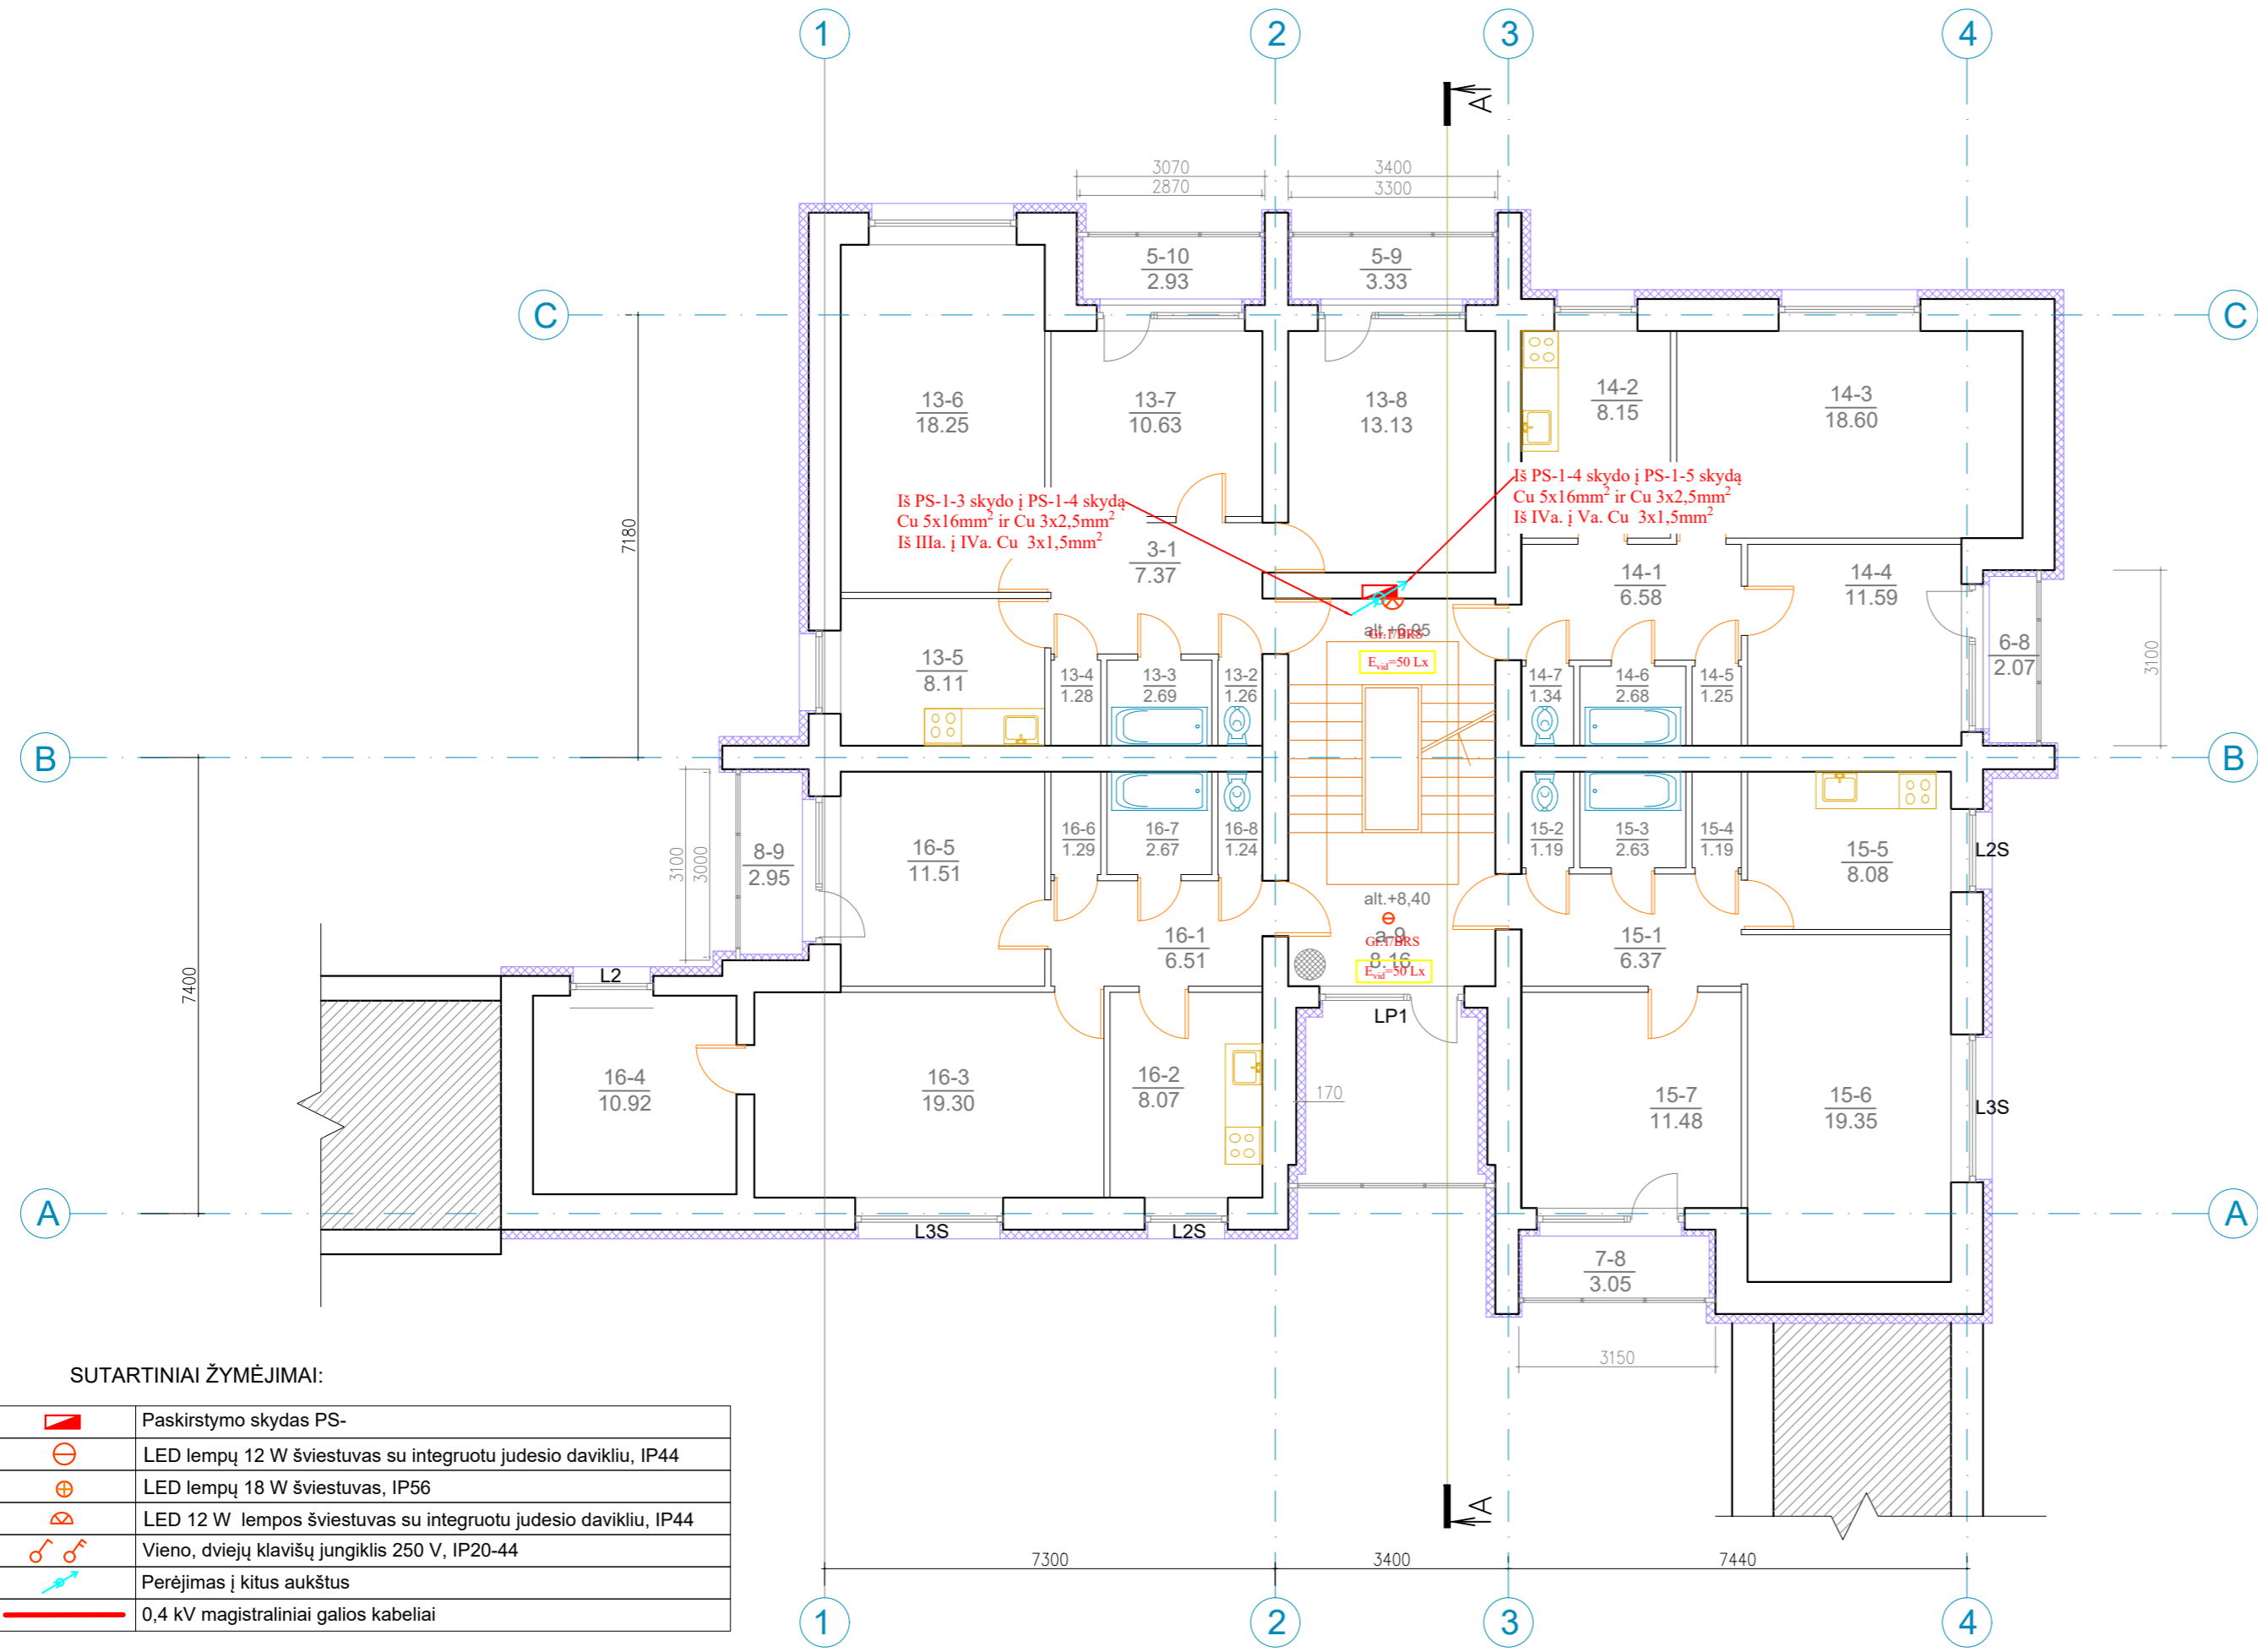 1
2
3
4
A
3070
2870
3400
3300
5-10
2.93
5-9
3.33
C
C
13-6
18.25
13-7
10.63
13-8
13.13
14-2
8.15
14-3
18.60
7180
Iš PS-1-3 skydo į PS-1-4 skydą
Cu 5x16mm² ir Cu 3x2,5mm²
Iš IIIa. į IVa. Cu 3x1,5mm²
Iš PS-1-4 skydo į PS-1-5 skydą
Cu 5x16mm² ir Cu 3x2,5mm²
Iš IVa. į Va. Cu 3x1,5mm²
3-1
7.37
14-1
6.58
14-4
11.59
alt.+6,95
Gr.1/BRS
Evid=50 Lx
6-8
2.07
3100
13-5
8.11
13-4
1.28
13-3
2.69
13-2
1.26
14-7
1.34
14-6
2.68
14-5
1.25
B
B
3100
3000
8-9
2.95
16-5
11.51
16-6
1.29
16-7
2.67
16-8
1.24
15-2
1.19
15-3
2.63
15-4
1.19
15-5
8.08
L2S
alt.+8,40
a-9
8.16
Gr.1/BRS
Evid=50 Lx
16-1
6.51
15-1
6.37
7400
L2
LP1
16-4
10.92
16-3
19.30
16-2
8.07
170
15-7
11.48
15-6
19.35
L3S
A
A
L3S
L2S
7-8
3.05
3150
SUTARTINIAI ŽYMĖJIMAI:
Paskirstymo skydas PS-
LED lempų 12 W šviestuvas su integruotu judesio davikliu, IP44
LED lempų 18 W šviestuvas, IP56
LED 12 W lempos šviestuvas su integruotu judesio davikliu, IP44
Vieno, dviejų klavišų jungiklis 250 V, IP20-44
Perėjimas į kitus aukštus
0,4 kV magistraliniai galios kabeliai
A
7300
3400
7440
1
2
3
4